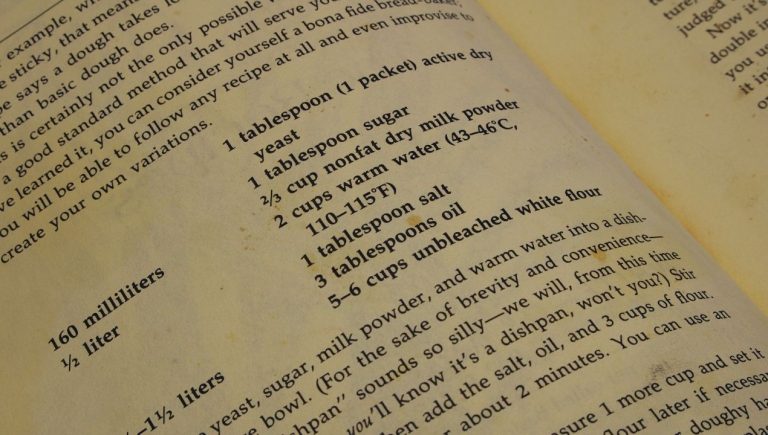 example, wh
e sticky, that mean
pe says a dough takes le
than basic dough does.
s is certainly not the only possible
a good standard method that will serve you
ve learned it, you can consider yourself a bona fide bread-baker,
ou will be able to follow any recipe at all and even improvise to
create your own variations.
1 tablespoon (1 packet) active dry
yeast
1 tablespoon sugar
160 milliliters ⅔ cup nonfat dry milk powder
½ liter 2 cups warm water (43–46°C,
110–115°F)
1 tablespoon salt
3 tablespoons oil
–1½ liters 5–6 cups unbleached white flour
yeast, sugar, milk powder, and warm water into a dish-
e bowl. (For the sake of brevity and convenience—
ishpan" sounds so silly—we will, from this time
you'll know it's a dishpan, won't you?) Stir
hen add the salt, oil, and 3 cups of flour.
r about 2 minutes. You can use an
asure 1 more cup and set it
flour later if necessa
doughy ha
ture,
judged
Now it's
double in
you u
it in